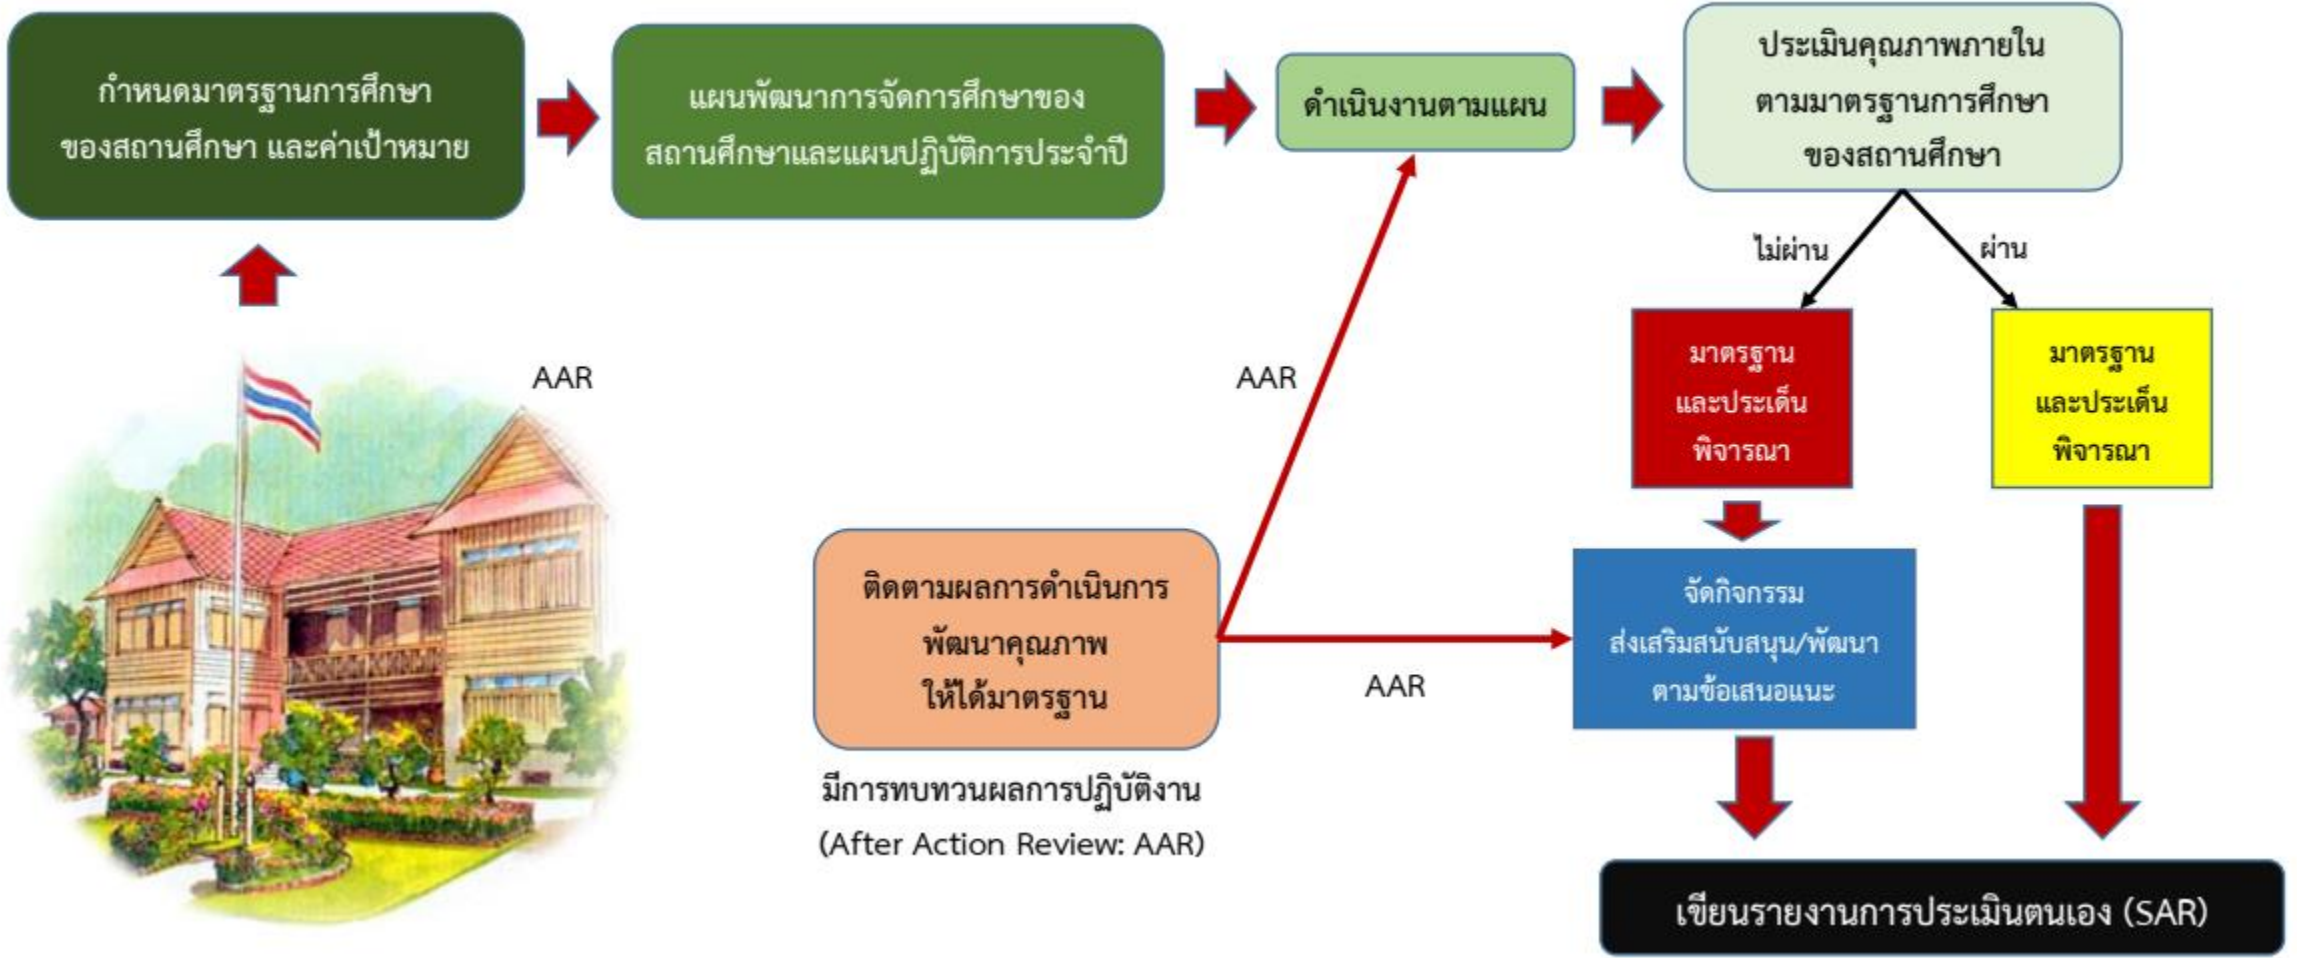 กำหนดมาตรฐานการศึกษา
ของสถานศึกษา และค่าเป้าหมาย
แผนพัฒนาการจัดการศึกษาของ
สถานศึกษาและแผนปฏิบัติการประจำปี
ดำเนินงานตามแผน
ประเมินคุณภาพภายใน
ตามมาตรฐานการศึกษา
ของสถานศึกษา
ไม่ผ่าน
ผ่าน
มาตรฐาน
และประเด็น
พิจารณา
มาตรฐาน
และประเด็น
พิจารณา
AAR
AAR
ติดตามผลการดำเนินการ
พัฒนาคุณภาพ
ให้ได้มาตรฐาน
AAR
จัดกิจกรรม
ส่งเสริมสนับสนุน/พัฒนา
ตามข้อเสนอแนะ
มีการทบทวนผลการปฏิบัติงาน
(After Action Review: AAR)
เขียนรายงานการประเมินตนเอง (SAR)